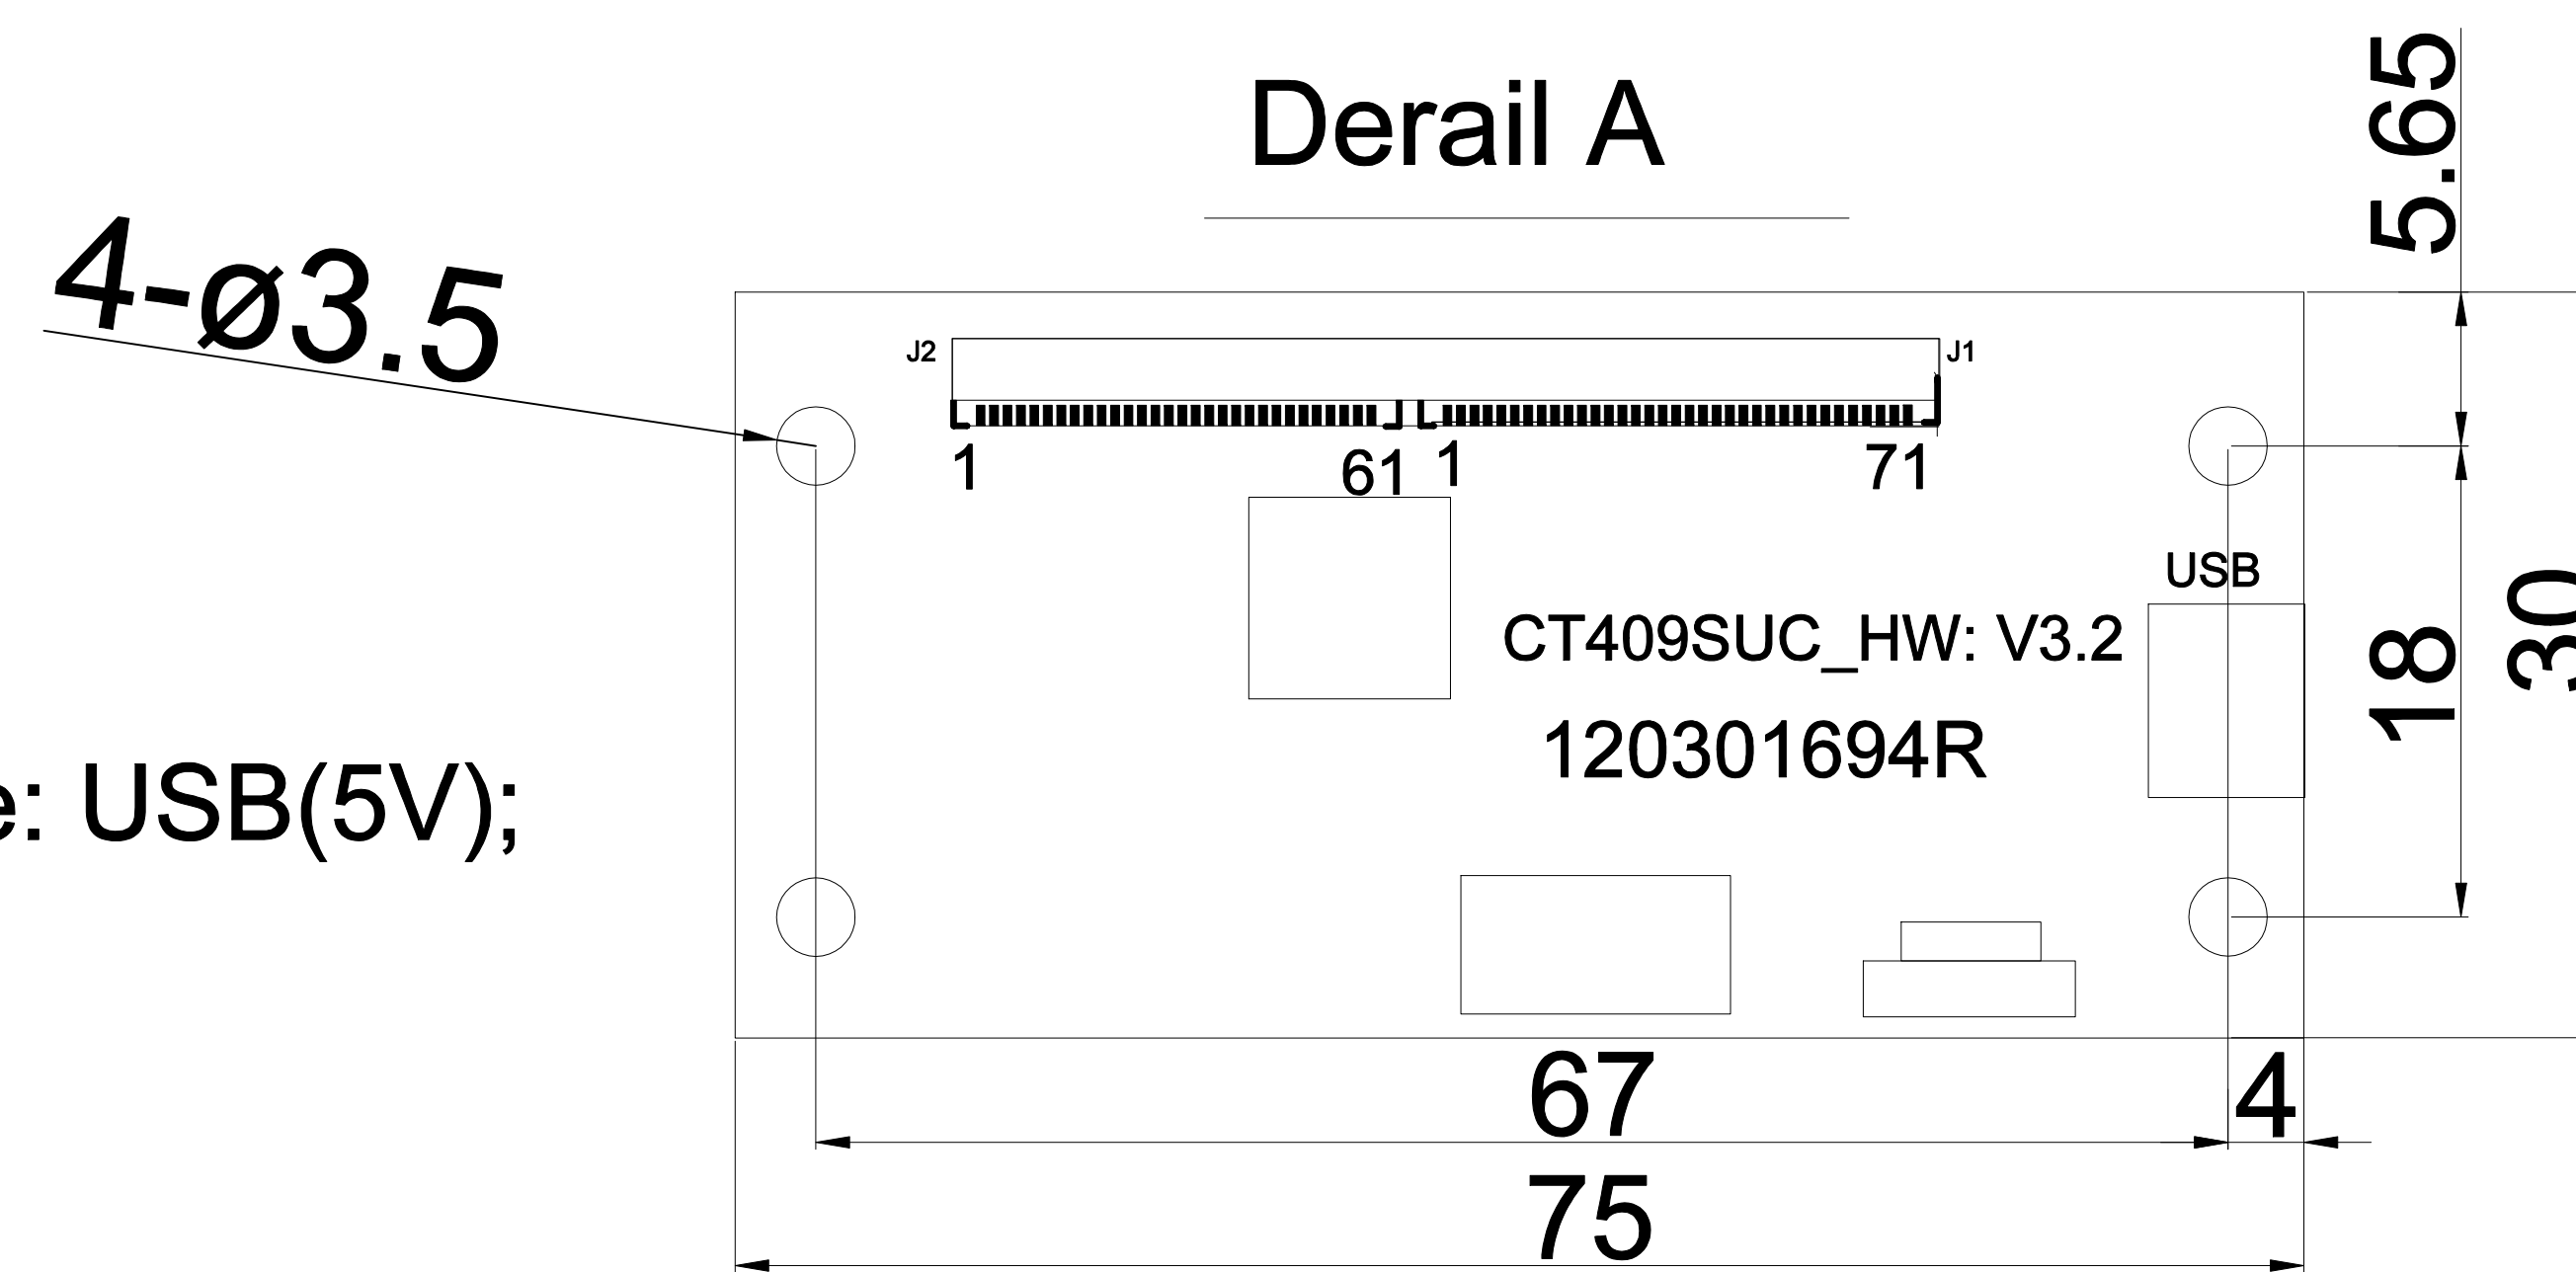 Derail A
5.65
4-ø3.5
J2
J1
1
61
1
71
USB
CT409SUC_HW: V3.2
18
30
120301694R
e: USB(5V);
67
4
75